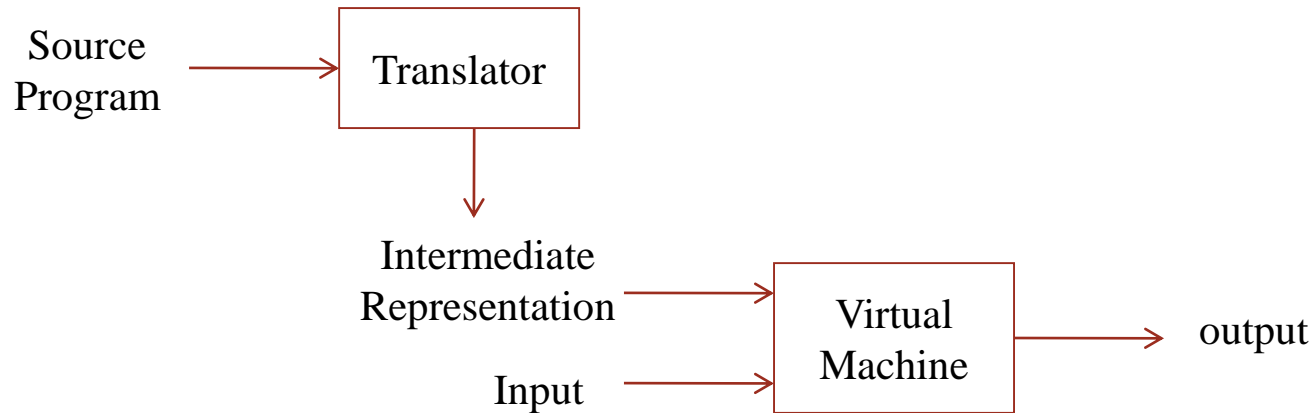 Source
Program
Translator
Intermediate
Representation
Input
Virtual
Machine
output